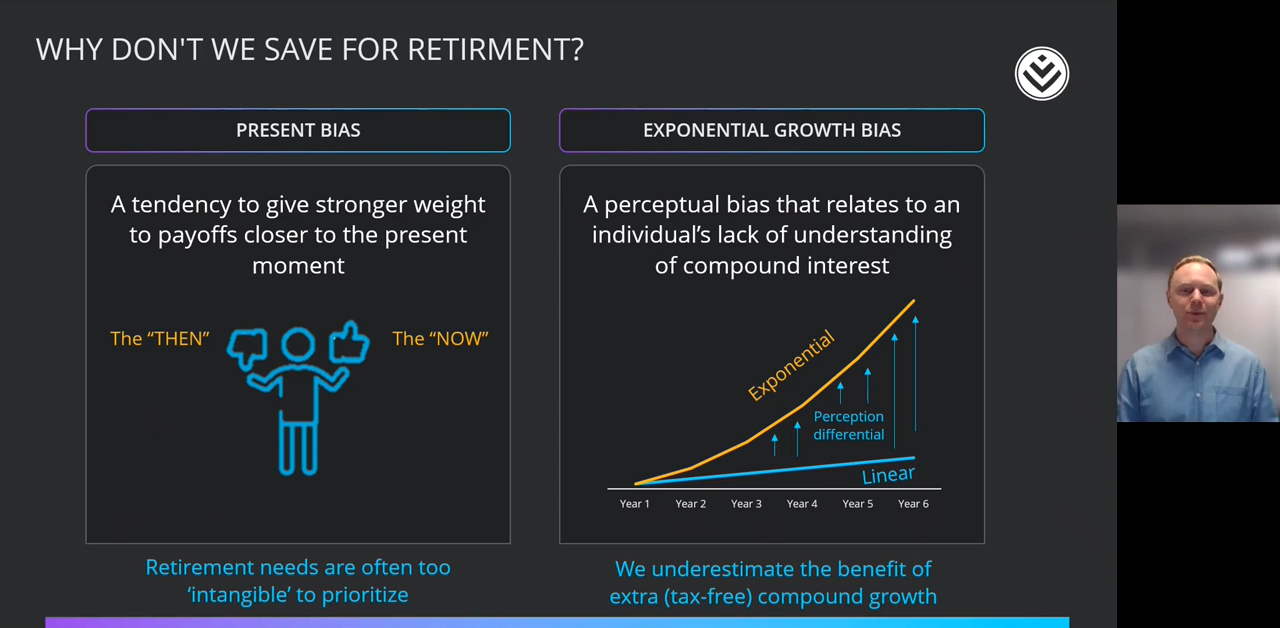 WHY DON'T WE SAVE FOR RETIRMENT?
PRESENT BIAS
A tendency to give stronger weight
to payoffs closer to the present
moment
The “THEN”
The “NOW”
Retirement needs are often too
‘intangible’ to prioritize
EXPONENTIAL GROWTH BIAS
A perceptual bias that relates to an
individual’s lack of understanding
of compound interest
Exponential
Perception
differential
Linear
Year 1 Year 2 Year 3 Year 4 Year 5 Year 6
We underestimate the benefit of
extra (tax-free) compound growth